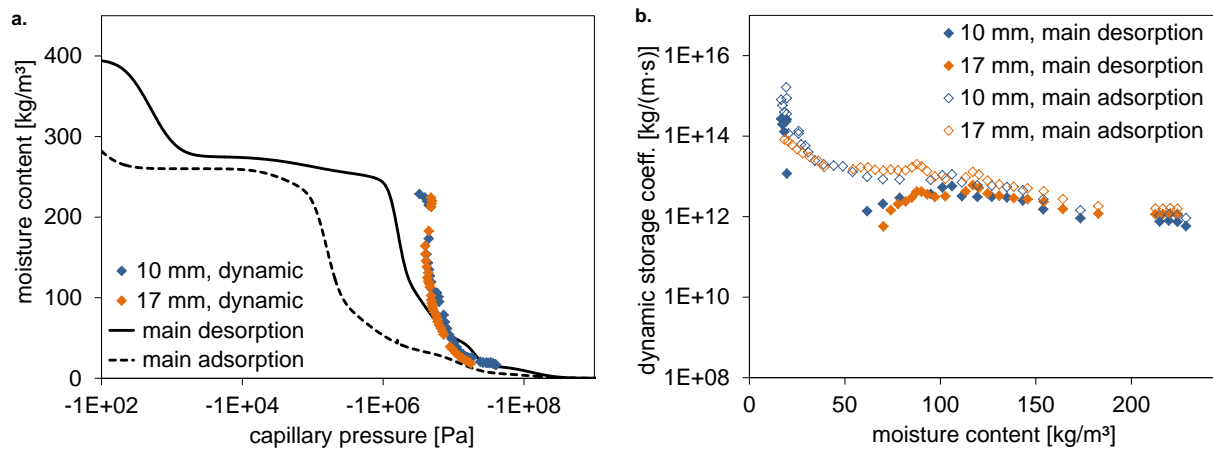 a.
moisture content [kg/m³]
400
300
200
100
0
10 mm, dynamic
17 mm, dynamic
main desorption
main adsorption
-1E+02
-1E+04
-1E+06
-1E+08
capillary pressure [Pa]
b.
dynamic storage coeff. [kg/(m·s)]
1E+16
1E+14
1E+12
1E+10
1E+08
10 mm, main desorption
17 mm, main desorption
10 mm, main adsorption
17 mm, main adsorption
0
50
100
150
200
moisture content [kg/m³]